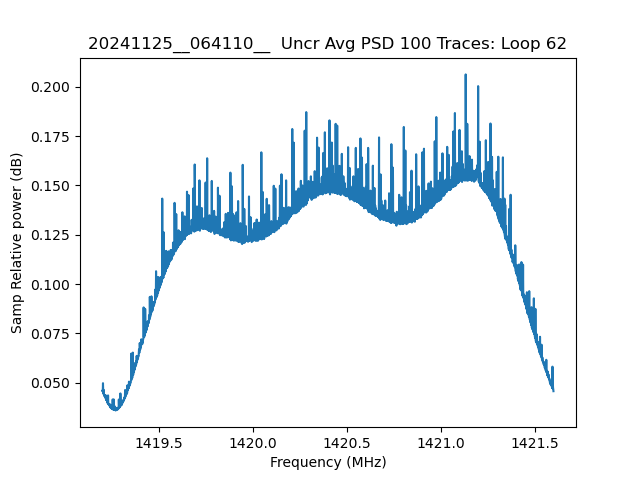 20241125__064110__  Uncr Avg PSD 100 Traces: Loop 62
Samp Relative power (dB)
0.200
0.175
0.150
0.125
0.100
0.075
0.050
1419.5 1420.0 1420.5 1421.0 1421.5
Frequency (MHz)